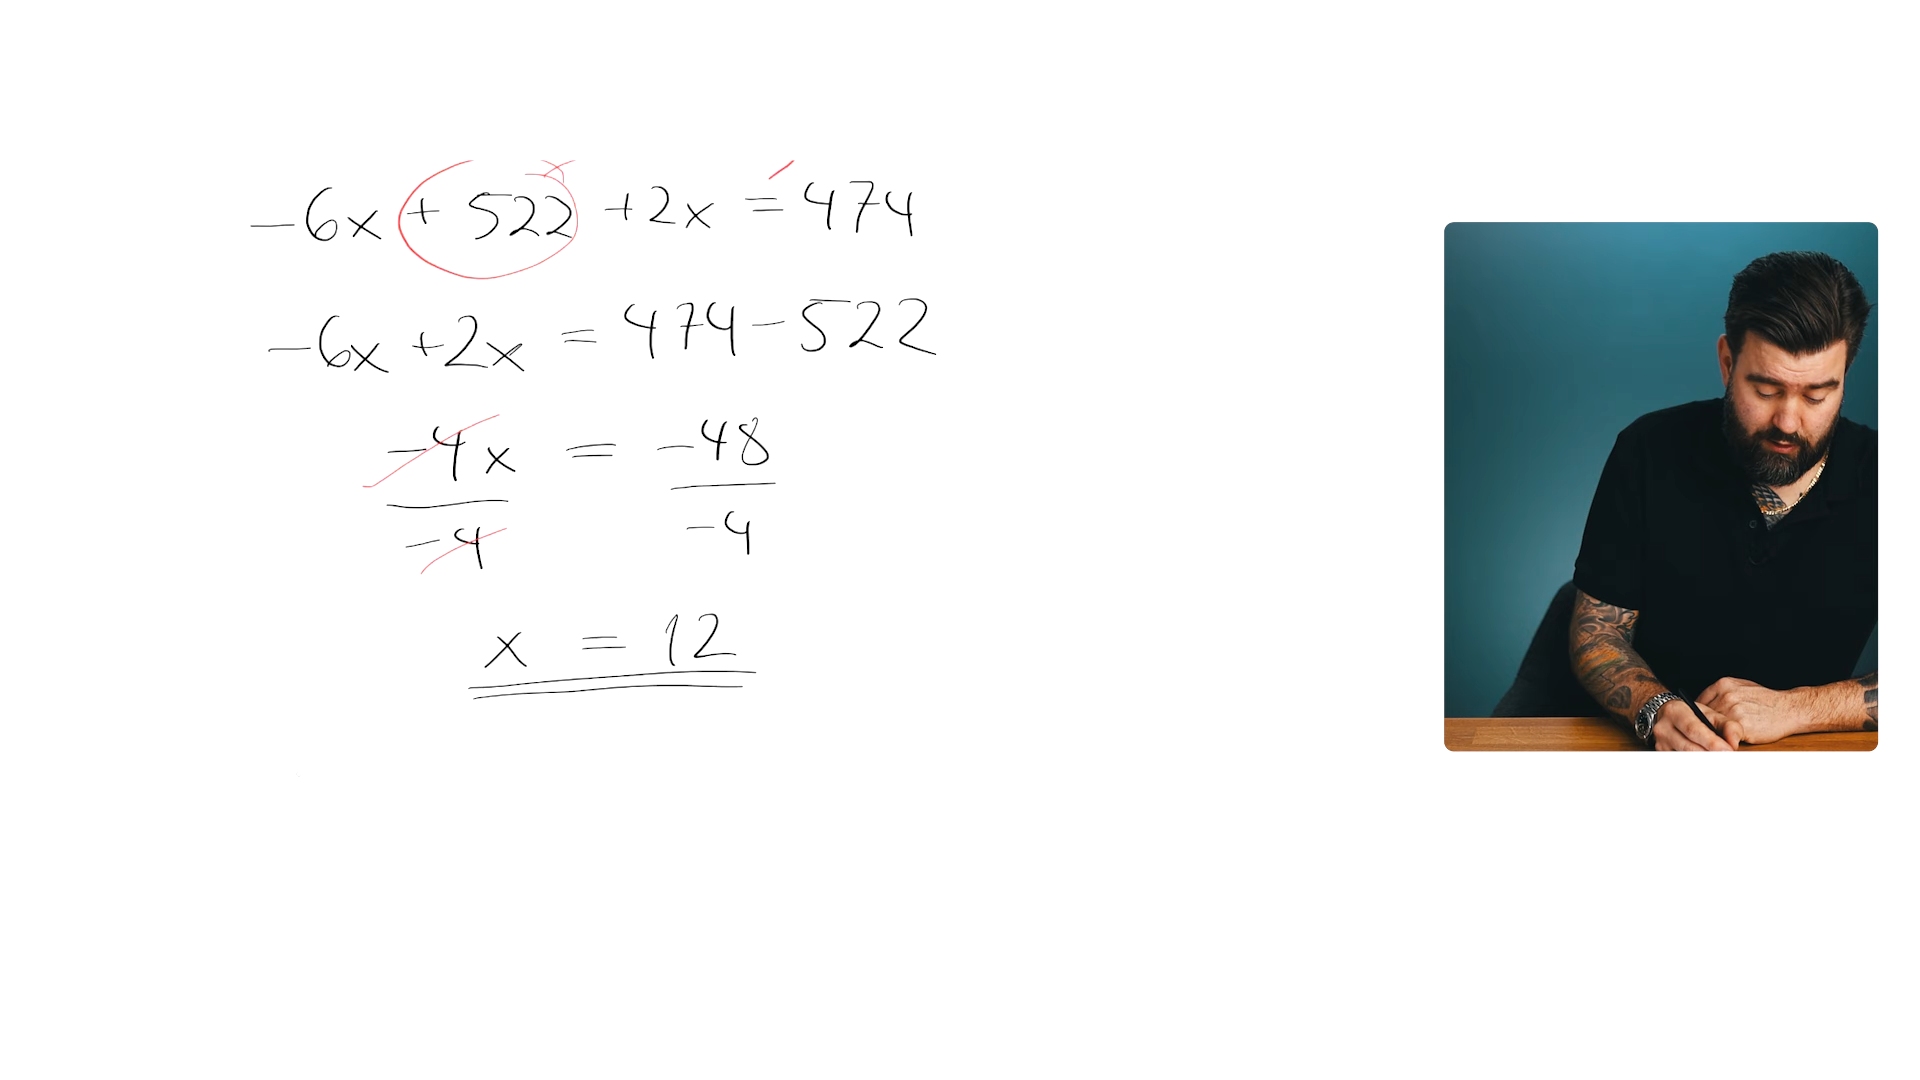 -6x + 522 + 2x = 474
-6x + 2x = 474 - 522
-4x = -48
-4 -4
x = 12